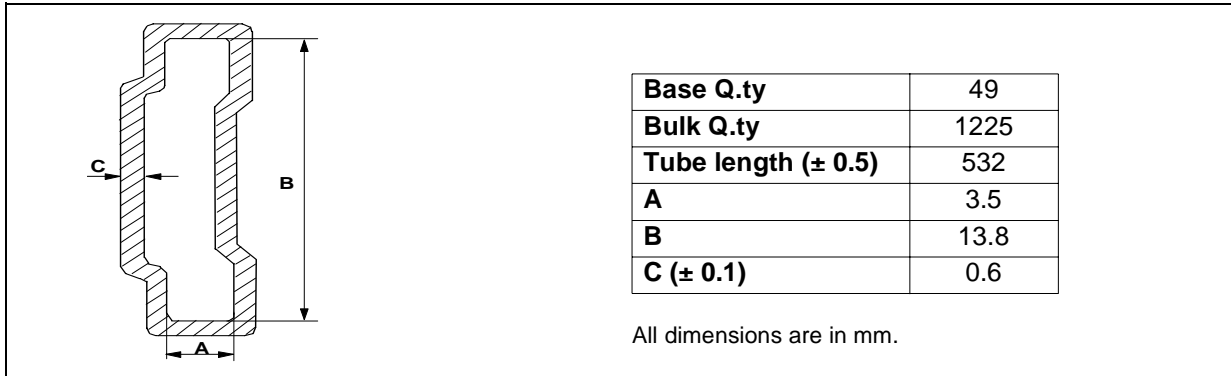 C
B
A
Base Q.ty 49
Bulk Q.ty 1225
Tube length (± 0.5) 532
A 3.5
B 13.8
C (± 0.1) 0.6
All dimensions are in mm.